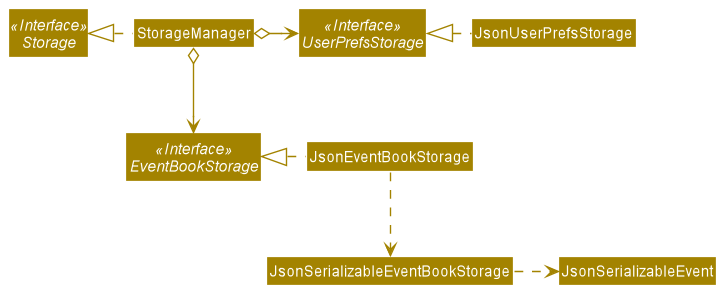 «Interface»
Storage
StorageManager
«Interface»
UserPrefsStorage
JsonUserPrefsStorage
«Interface»
EventBookStorage
JsonEventBookStorage
JsonSerializableEventBookStorage
JsonSerializableEvent